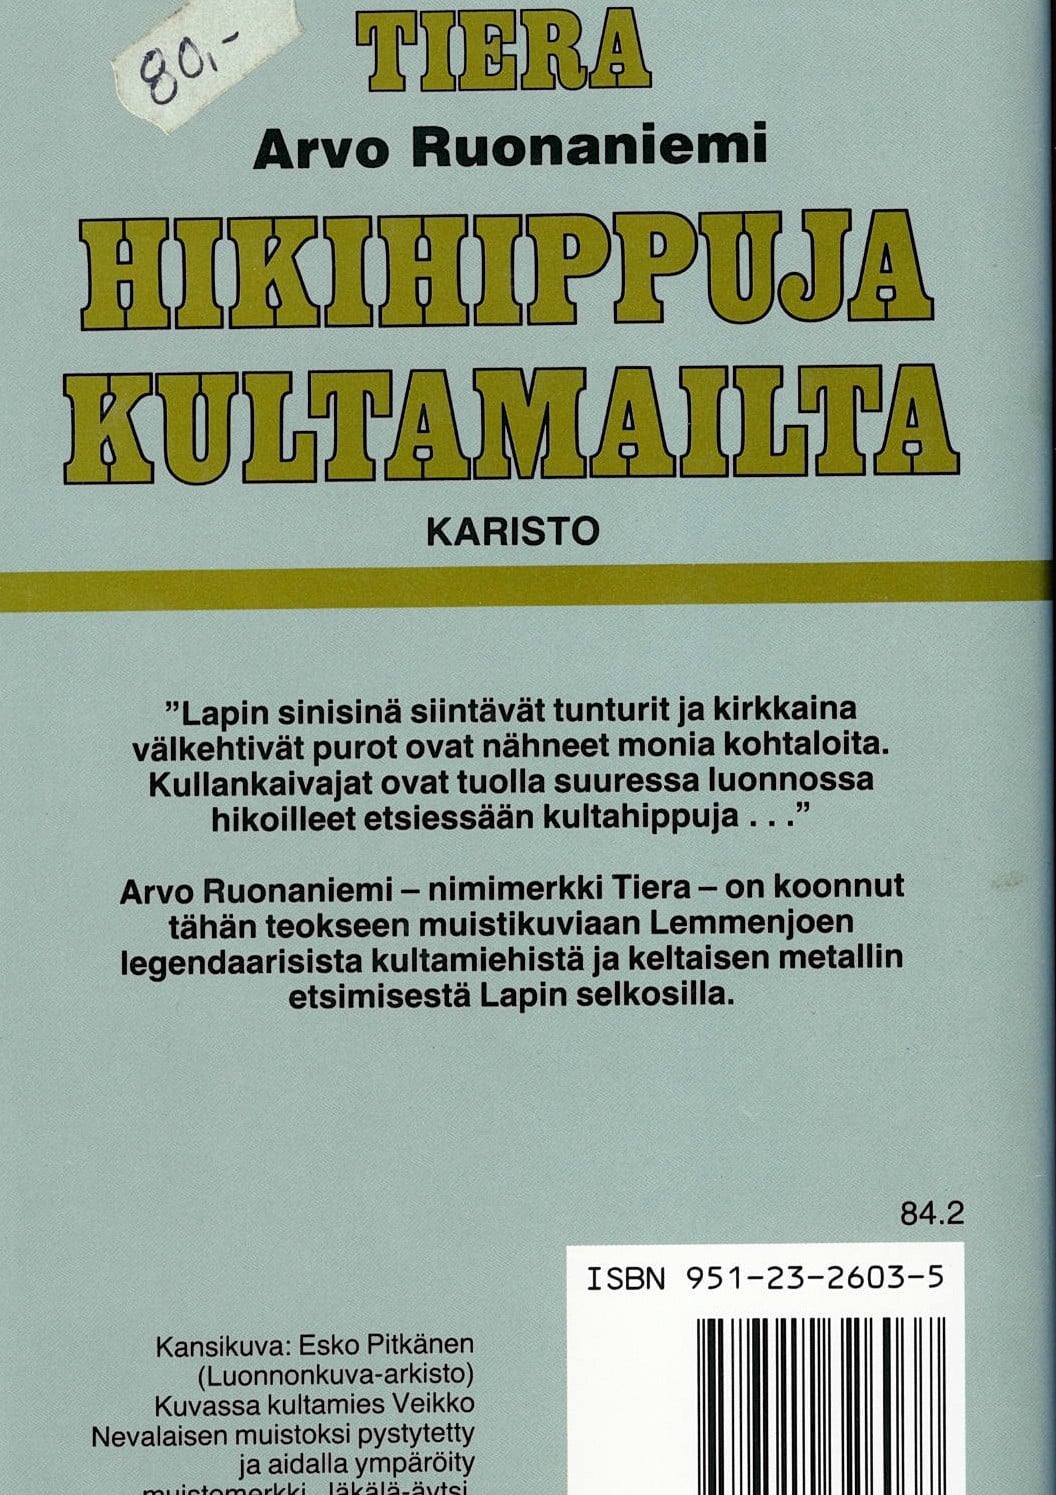 80,-
TIERA
Arvo Ruonaniemi
HIKIHIPPUJA
KULTAMAILTA
KARISTO
”Lapin sinisinä siintävät tunturit ja kirkkaina
välkehtivät purot ovat nähneet monia kohtaloita.
Kullankaivajat ovat tuolla suuressa luonnossa
hikoilleet etsiessään kultahippuja . . .”
Arvo Ruonaniemi – nimimerkki Tiera – on koonnut
tähän teokseen muistikuviaan Lemmenjoen
legendaarisista kultamiehistä ja keltaisen metallin
etsimisestä Lapin selkosilla.
84.2
ISBN 951-23-2603-5
Kansikuva: Esko Pitkänen
(Luonnonkuva-arkisto)
Kuvassa kultamies Veikko
Nevalaisen muistoksi pystytetty
ja aidalla ympäröity
muistomerkki, Jäkälä-äytsi.